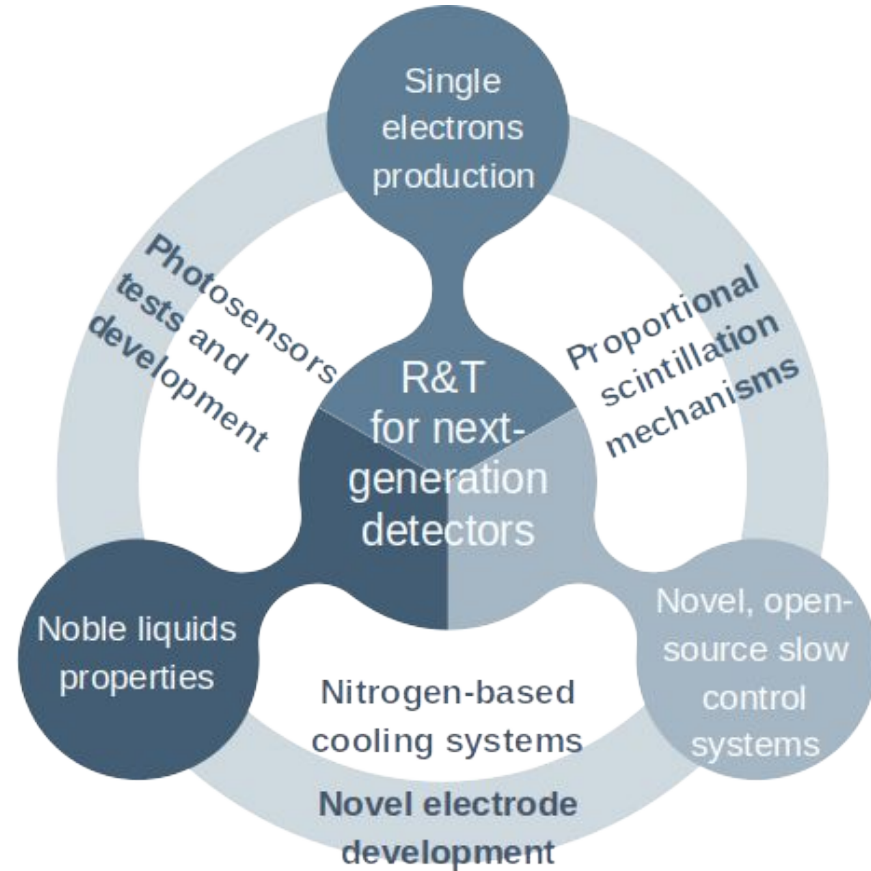 Single
electrons
production
Photosensors
tests and
development
Proportional
scintillation
mechanisms
R&T
for next-
generation
detectors
Noble liquids
properties
Novel, open-
source slow
control
systems
Nitrogen-based
cooling systems
Novel electrode
development